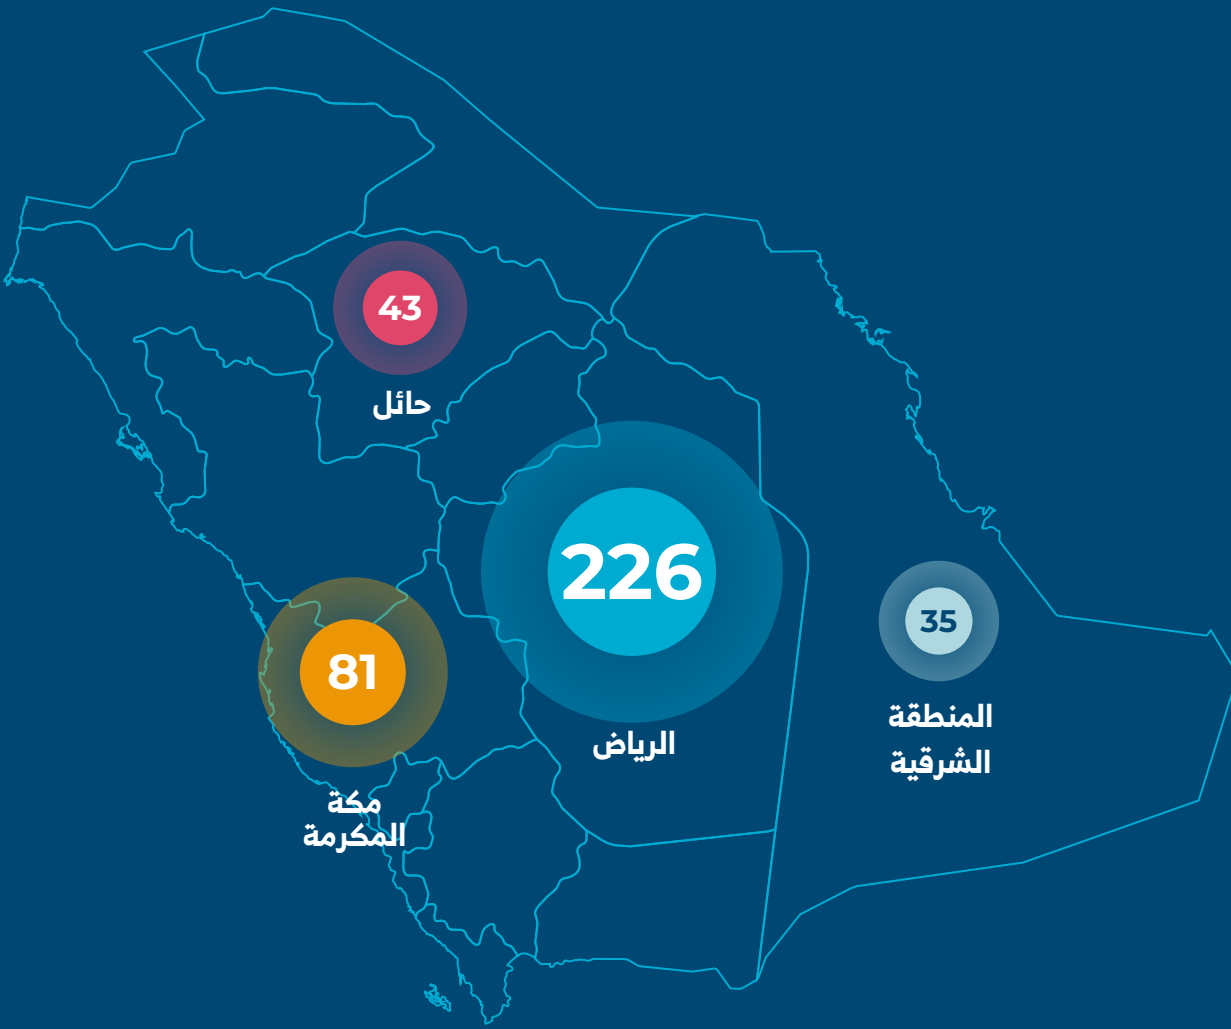 43
حائل
226
الرياض
35
المنطقة
الشرقية
81
مكة
المكرمة